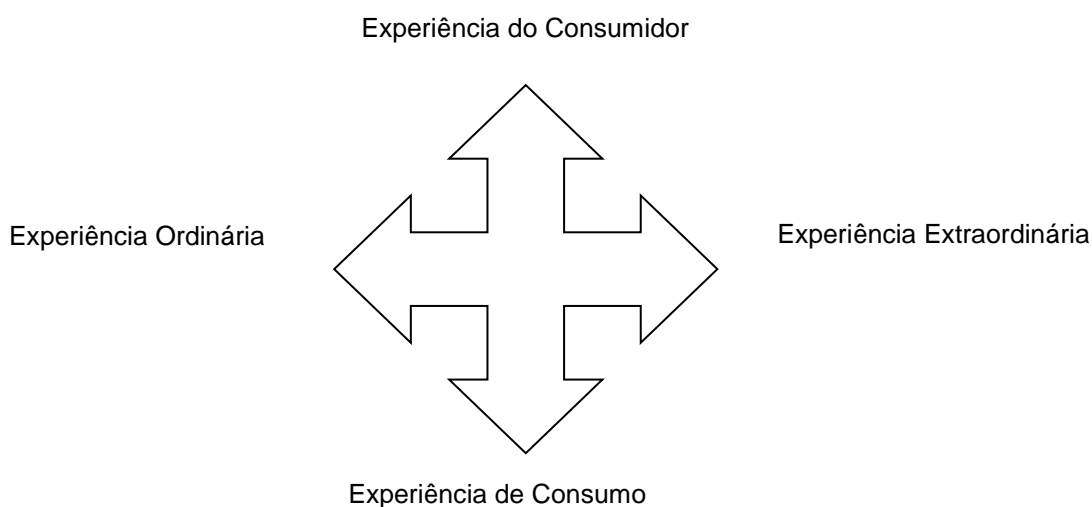 Experiência do Consumidor
Experiência Ordinária
Experiência Extraordinária
Experiência de Consumo